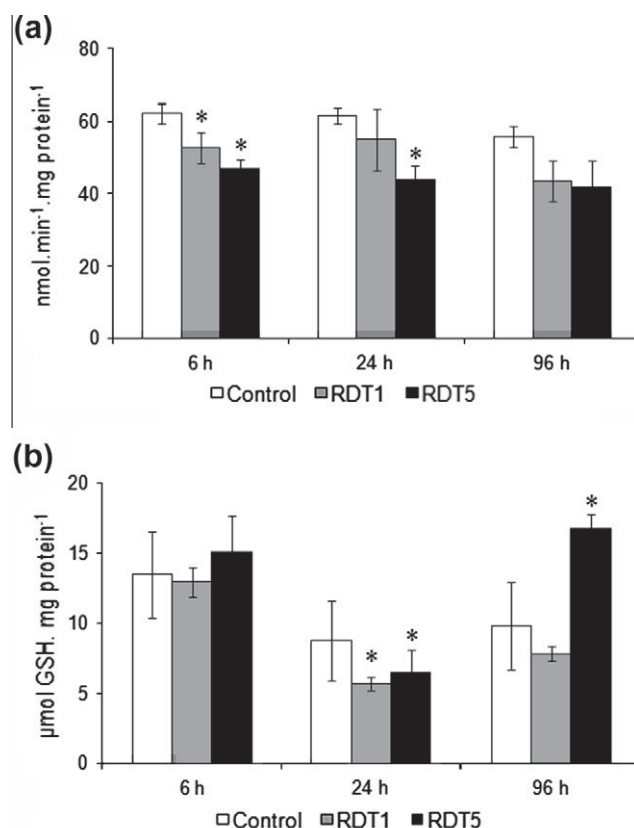 (a)
80
60
40
20
0
nmol.min⁻¹.mg protein⁻¹
* * *
6 h 24 h 96 h
Control RDT1 RDT5
(b)
20
15
10
5
0
µmol GSH. mg protein⁻¹
* * *
6 h 24 h 96 h
Control RDT1 RDT5